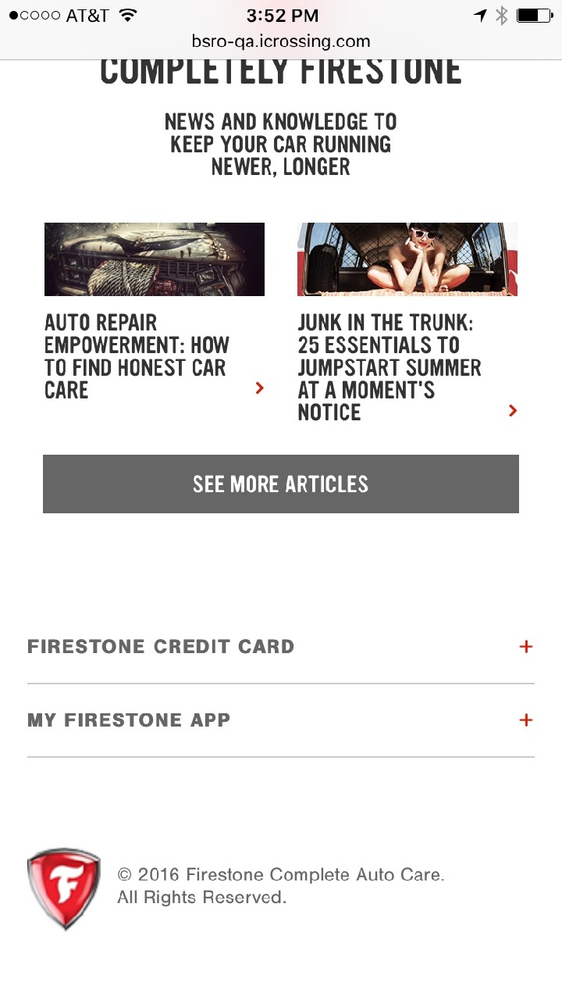 AT&T 3:52 PM
bsro-qa.icrossing.com
COMPLETELY FIRESTONE
NEWS AND KNOWLEDGE TO
KEEP YOUR CAR RUNNING
NEWER, LONGER
AUTO REPAIR
EMPOWERMENT: HOW
TO FIND HONEST CAR
CARE
JUNK IN THE TRUNK:
25 ESSENTIALS TO
JUMPSTART SUMMER
AT A MOMENT'S
NOTICE
SEE MORE ARTICLES
FIRESTONE CREDIT CARD +
MY FIRESTONE APP +
F
© 2016 Firestone Complete Auto Care.
All Rights Reserved.